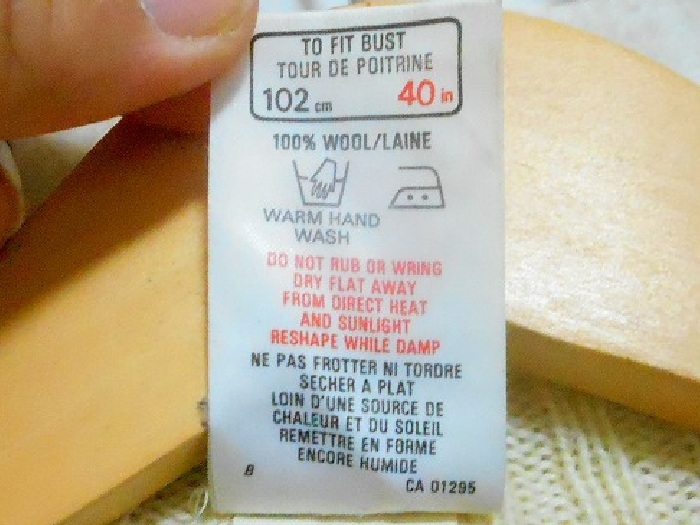 TO FIT BUST
TOUR DE POITRINE
102 cm 40 in
100% WOOL/LAINE
WARM HAND
WASH
DO NOT RUB OR WRING
DRY FLAT AWAY
FROM DIRECT HEAT
AND SUNLIGHT
RESHAPE WHILE DAMP
NE PAS FROTTER NI TORDRE
SECHER A PLAT
LOIN D'UNE SOURCE DE
CHALEUR ET DU SOLEIL
REMETTRE EN FORME
ENCORE HUMIDE
B CA 01295